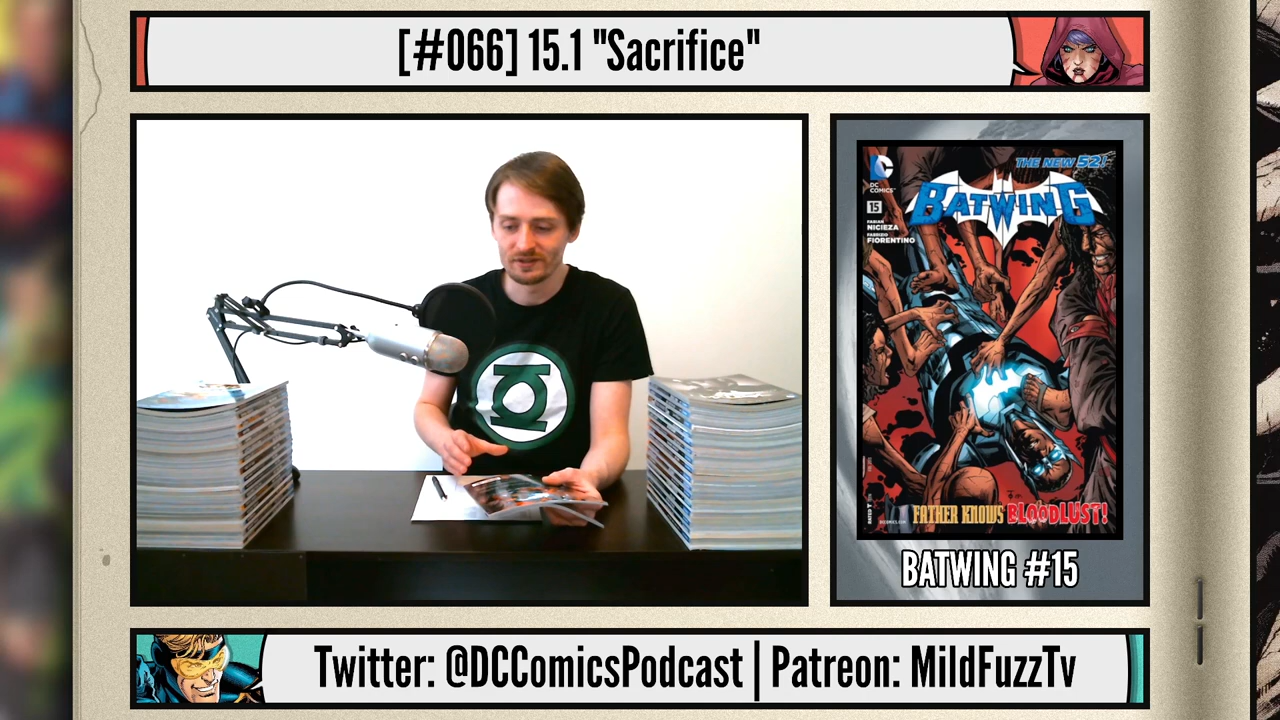 [#066] 15.1 "Sacrifice"
THE NEW 52!
DC
COMICS™
BATWING
15
FABIAN
NICIEZA
FABRIZIO
FIORENTINO
FATHER KNOWS BLOODLUST!
BATWING #15
Twitter: @DCComicsPodcast | Patreon: MildFuzzTv